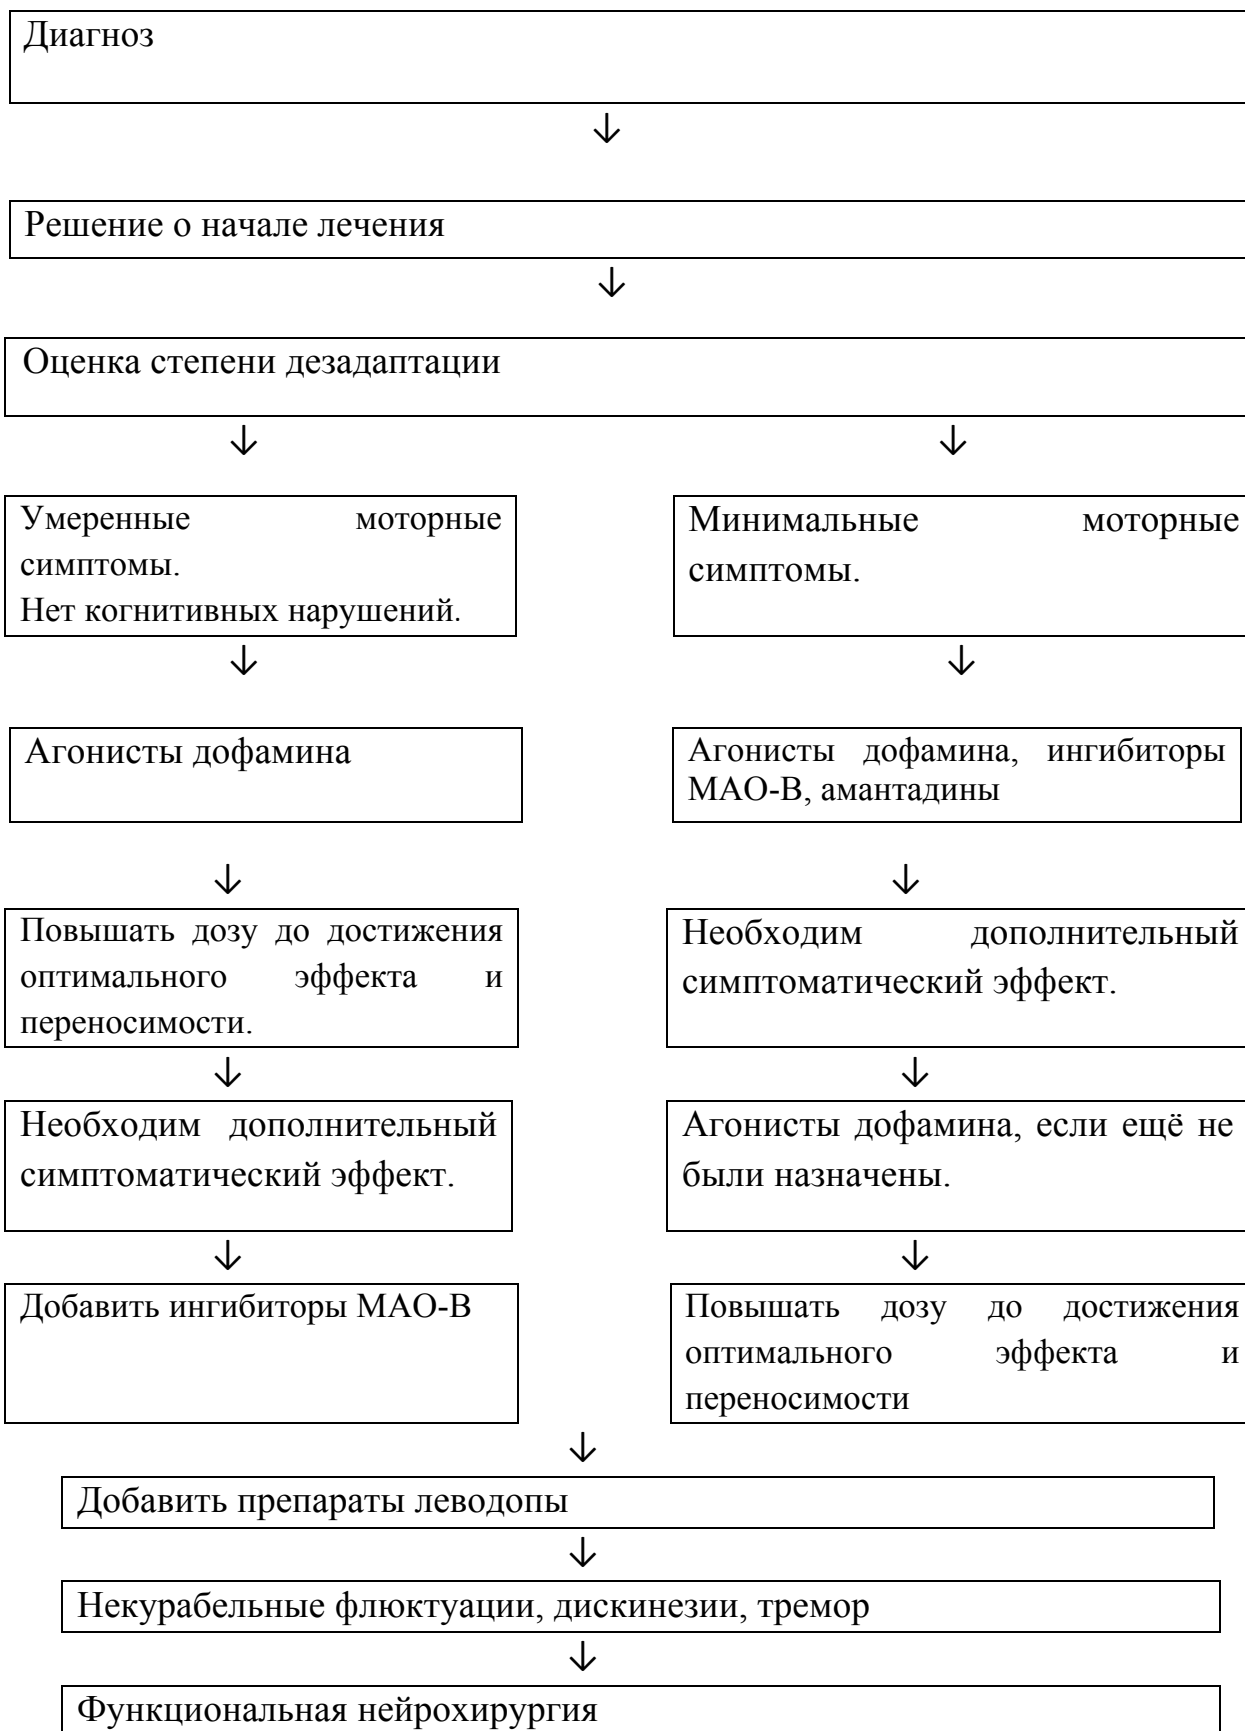 Диагноз
↓
Решение о начале лечения
↓
Оценка степени дезадаптации
↓ ↓
Умеренные моторные
симптомы.
Нет когнитивных нарушений.
Минимальные моторные
симптомы.
↓ ↓
Агонисты дофамина
Агонисты дофамина, ингибиторы
МАО-В, амантадины
↓ ↓
Повышать дозу до достижения
оптимального эффекта и
переносимости.
Необходим дополнительный
симптоматический эффект.
↓ ↓
Необходим дополнительный
симптоматический эффект.
Агонисты дофамина, если ещё не
были назначены.
↓ ↓
Добавить ингибиторы МАО-В
Повышать дозу до достижения
оптимального эффекта и
переносимости
↓
Добавить препараты леводопы
↓
Некурабельные флюктуации, дискинезии, тремор
↓
Функциональная нейрохирургия